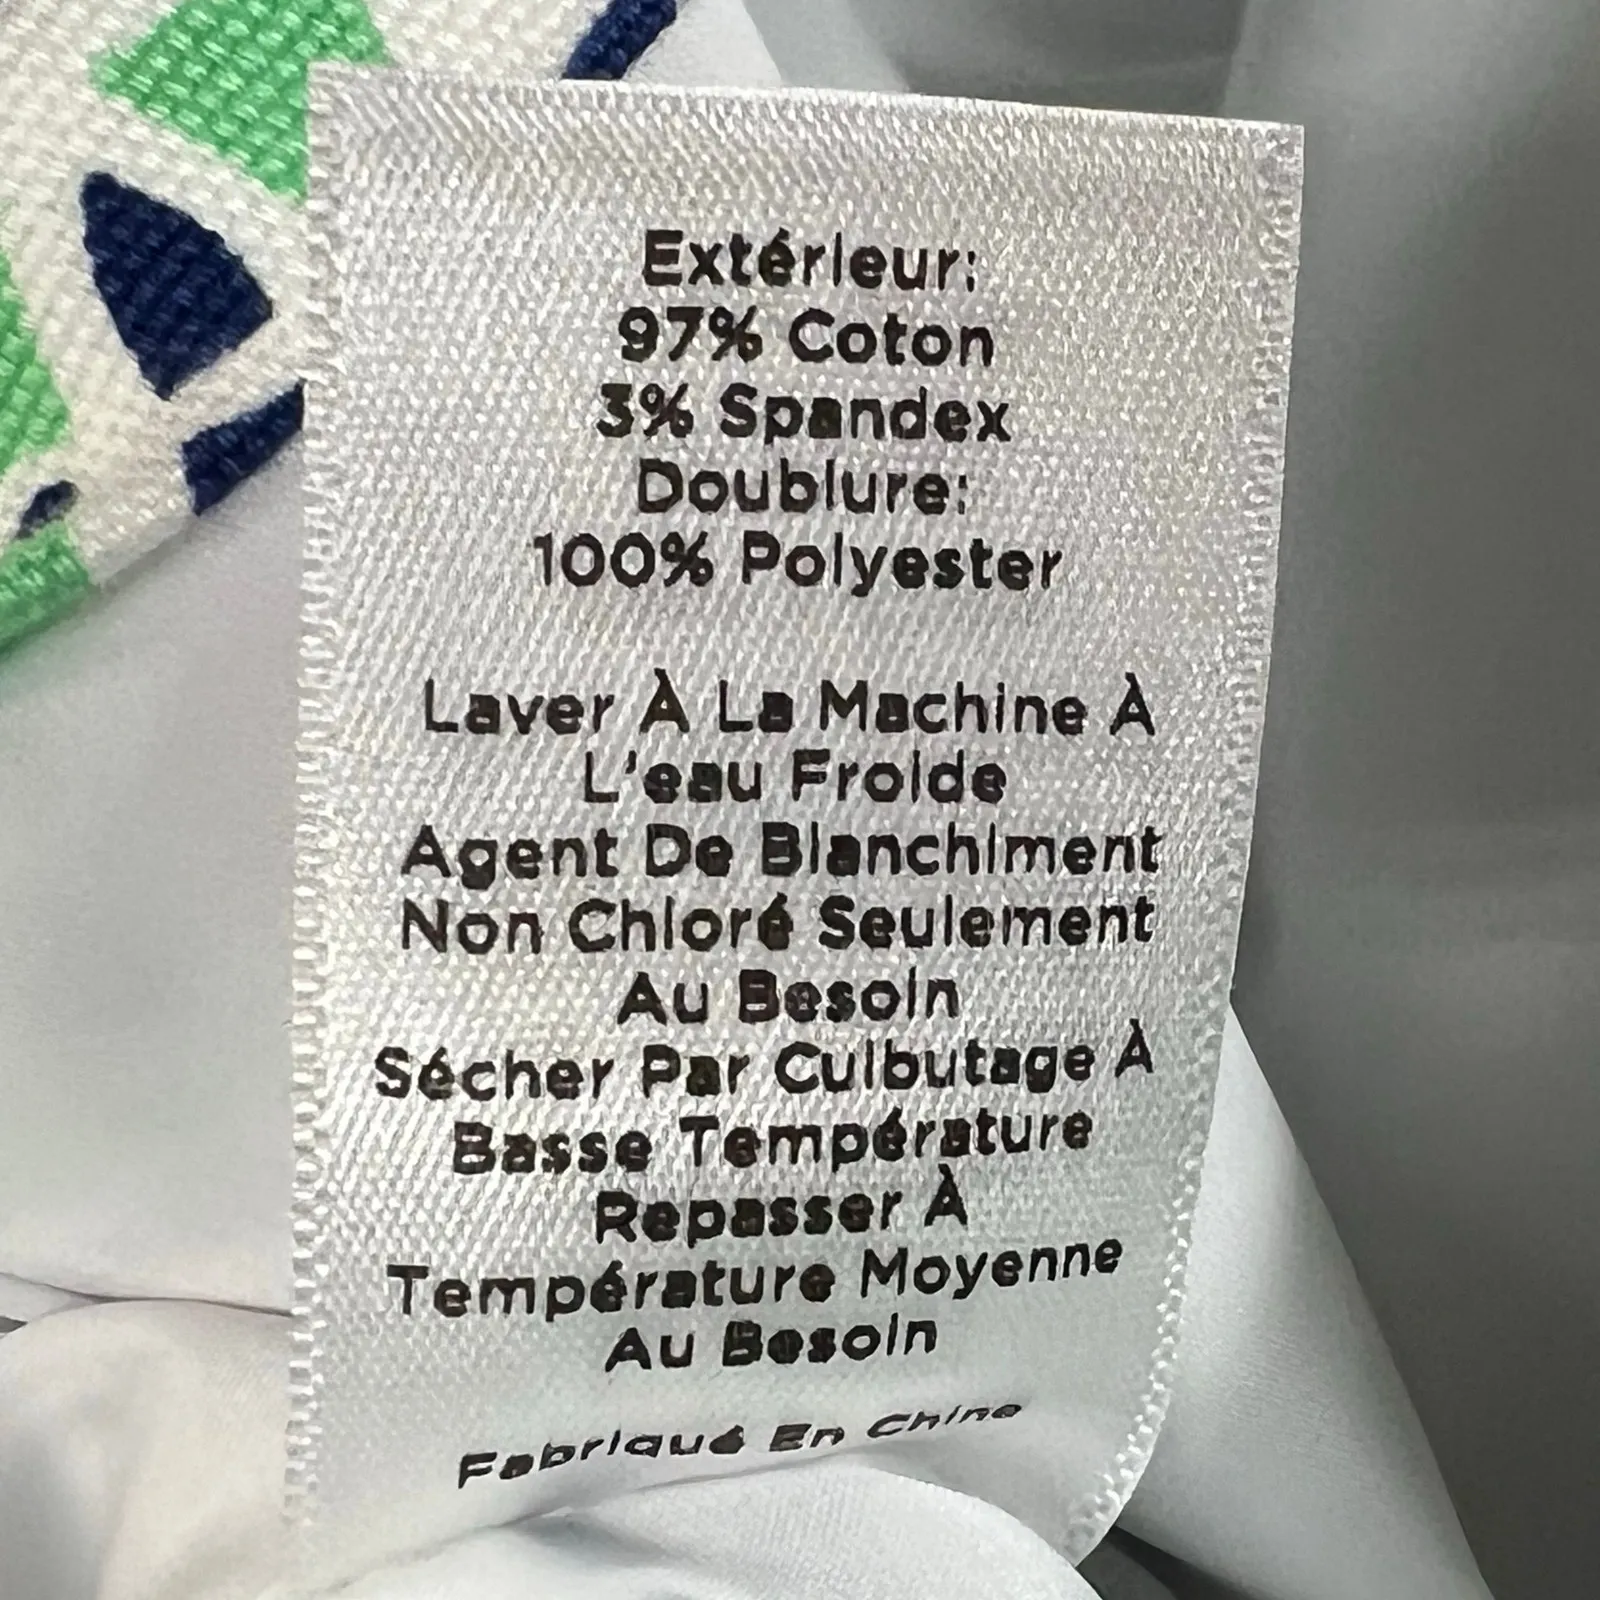 Extérieur:
97% Coton
3% Spandex
Doublure:
100% Polyester
Laver À La Machine À
L'eau Froide
Agent De Blanchiment
Non Chloré Seulement
Au Besoin
Sécher Par Culbutage À
Basse Température
Repasser À
Température Moyenne
Au Besoin
Fabriqué En Chine